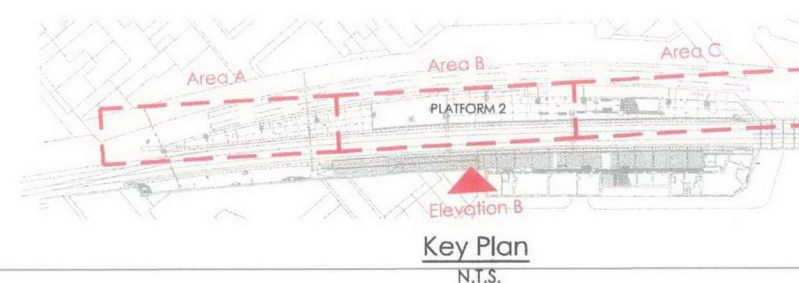 Area A
Area B
Area C
PLATFORM 2
Elevation B
Key Plan
N.T.S.